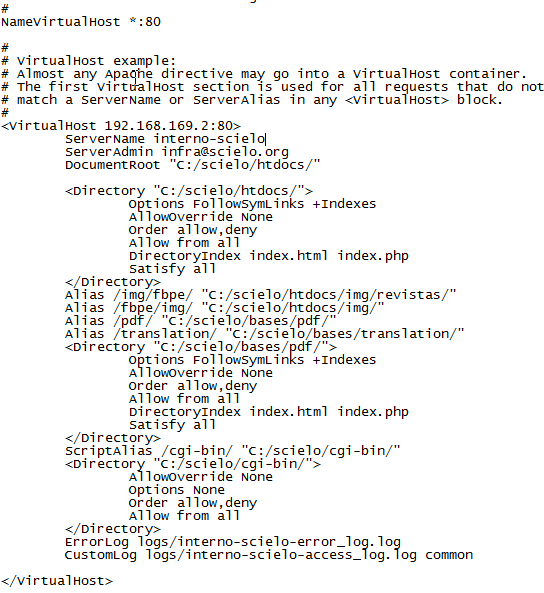 #
NameVirtualHost *:80
#
# VirtualHost example:
# Almost any Apache directive may go into a VirtualHost container.
# The first VirtualHost section is used for all requests that do not
# match a ServerName or ServerAlias in any <VirtualHost> block.
#
<VirtualHost 192.168.169.2:80>
ServerName interno-scielo
ServerAdmin infra@scielo.org
DocumentRoot "C:/scielo/htdocs/"
<Directory "C:/scielo/htdocs/">
Options FollowSymLinks +Indexes
AllowOverride None
Order allow,deny
Allow from all
DirectoryIndex index.html index.php
Satisfy all
</Directory>
Alias /img/fbpe/ "C:/scielo/htdocs/img/revistas/"
Alias /fbpe/img/ "C:/scielo/htdocs/img/"
Alias /pdf/ "C:/scielo/bases/pdf/"
Alias /translation/ "C:/scielo/bases/translation/"
<Directory "C:/scielo/bases/pdf/">
Options FollowSymLinks +Indexes
AllowOverride None
Order allow,deny
Allow from all
DirectoryIndex index.html index.php
Satisfy all
</Directory>
ScriptAlias /cgi-bin/ "C:/scielo/cgi-bin/"
<Directory "C:/scielo/cgi-bin/">
AllowOverride None
Options None
Order allow,deny
Allow from all
</Directory>
ErrorLog logs/interno-scielo-error_log.log
CustomLog logs/interno-scielo-access_log.log common
</VirtualHost>